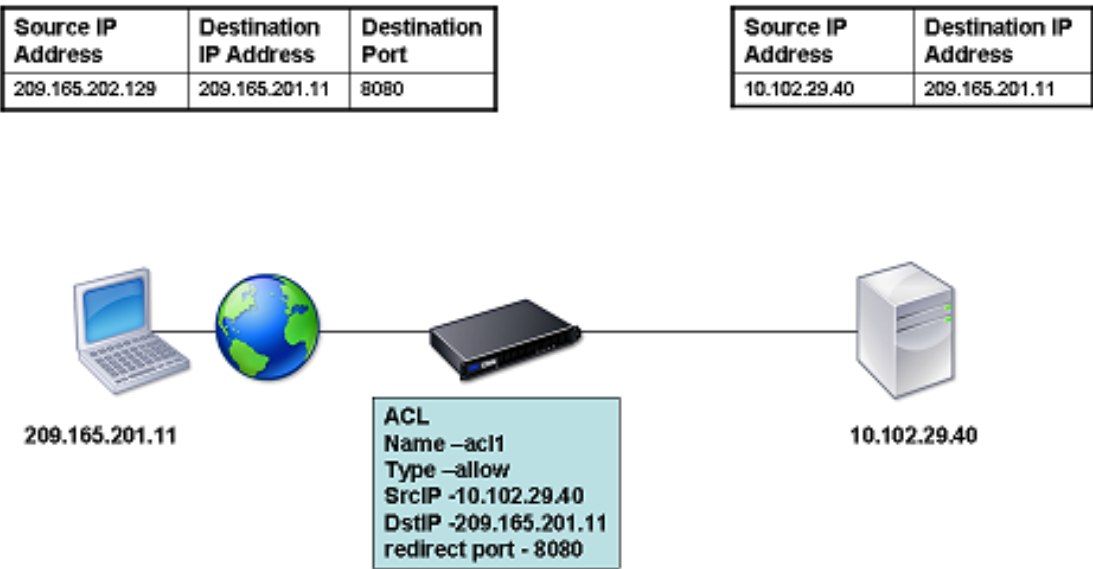 Source IP Address
Destination IP Address
Destination Port
209.165.202.129
209.165.201.11
8080
Source IP Address
Destination IP Address
10.102.29.40
209.165.201.11
209.165.201.11
ACL
Name –acl1
Type –allow
SrcIP -10.102.29.40
DstIP -209.165.201.11
redirect port - 8080
10.102.29.40